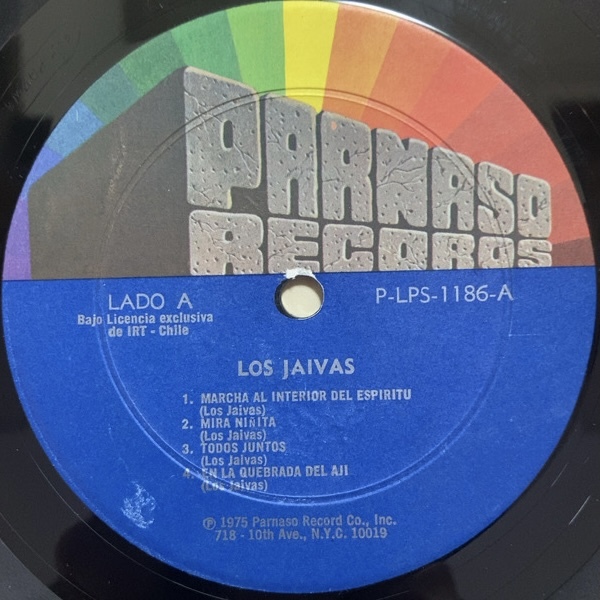 PARNASO
RECORDS
LADO A
P-LPS-1186-A
Bajo Licencia exclusiva
de IRT - Chile
LOS JAIVAS
1. MARCHA AL INTERIOR DEL ESPIRITU
(Los Jaivas)
2. MIRA NIÑITA
(Los Jaivas)
3. TODOS JUNTOS
(Los Jaivas)
4. EN LA QUEBRADA DEL AJI
(Los Jaivas)
℗ 1975 Parnaso Record Co., Inc.
718 - 10th Ave., N.Y.C. 10019